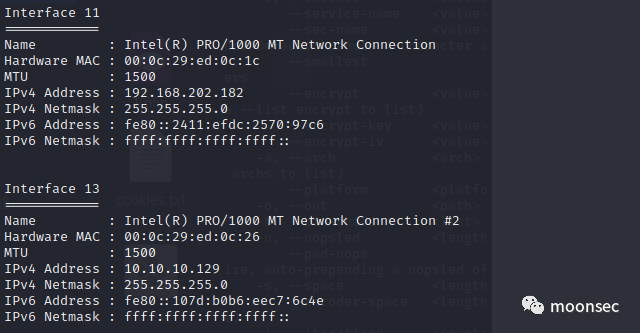 Interface 11
============
Name         : Intel(R) PRO/1000 MT Network Connection
Hardware MAC : 00:0c:29:ed:0c:1c
MTU          : 1500
IPv4 Address : 192.168.202.182
IPv4 Netmask : 255.255.255.0
IPv6 Address : fe80::2411:efdc:2570:97c6
IPv6 Netmask : ffff:ffff:ffff:ffff::
Interface 13
============
Name         : Intel(R) PRO/1000 MT Network Connection #2
Hardware MAC : 00:0c:29:ed:0c:26
MTU          : 1500
IPv4 Address : 10.10.10.129
IPv4 Netmask : 255.255.255.0
IPv6 Address : fe80::107d:b0b6:eec7:6c4e
IPv6 Netmask : ffff:ffff:ffff:ffff::
moonsec